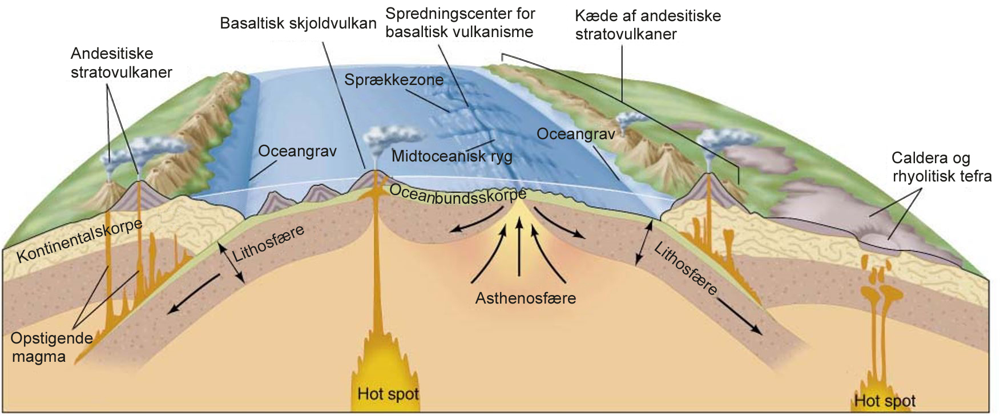 Basaltisk skjoldvulkan
Spredningscenter for
basaltisk vulkanisme
Kæde af andesitiske
stratovulkaner
Andesitiske
stratovulkaner
Sprækkezone
Oceangrav
Midtoceanisk ryg
Oceangrav
Caldera og
rhyolitisk tefra
Oceanbundsskorpe
Kontinentalskorpe
Lithosfære
Lithosfære
Asthenosfære
Opstigende
magma
Hot spot
Hot spot